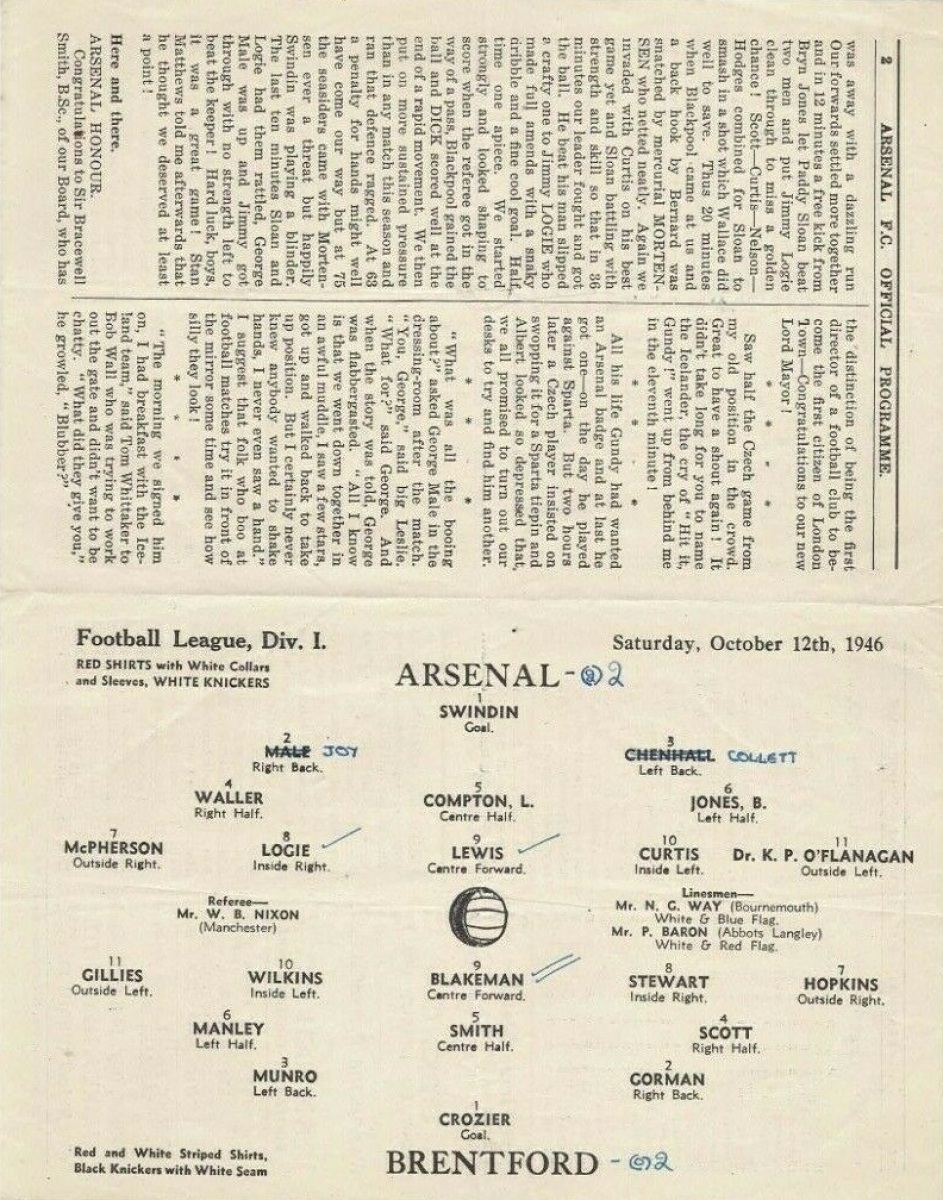 2 ARSENAL F.C. OFFICIAL PROGRAMME.
was away with a dazzling run
Our forwards settled more together
and in 12 minutes a free kick from
Bryn Jones let Paddy Sloan beat
two men and put Jimmy Logie
clean through to miss a golden
chance! Scott—Curtis—Nelson—
Hodges combined for Sloan to
smash in a shot which Wallace did
well to save. Thus 20 minutes
when Blackpool came at us and
a back hook by Bernard was
snatched by mercurial MORTEN-
SEN who netted neatly. Again we
invaded with Curtis on his best
game yet and Sloan battling with
strength and skill so that in 36
minutes our leader fought and got
the ball. He beat his man slipped
a crafty one to Jimmy LOGIE who
made full amends with a snaky
dribble and a fine cool goal. Half
time one apiece. We started
strongly and looked shaping to
score when the referee got in the
way of a pass, Blackpool gained the
ball and DICK scored well at the
end of a rapid movement. We then
put on more sustained pressure
than in any match this season and
ran that defence ragged. At 63
a penalty for hands might well
have come our way but at 75
the seasiders came with Morten-
sen ever a threat but happily
Swindin was playing a blinder.
The last ten minutes Sloan and
Logie had them rattled, George
Male was up and Jimmy got
through with no strength left to
beat the keeper! Hard luck, boys,
it was a great game! Stan
Matthews told me afterwards that
he thought we deserved at least
a point!
Here and there.
ARSENAL HONOUR.
Congratulations to Sir Bracewell
Smith, B.Sc., of our Board, who has
the distinction of being the first
director of a football club to be-
come the first citizen of London
Town—Congratulations to our new
Lord Mayor!
* * *
Saw half the Czech game from
my old position in the crowd.
Great to have a shout again! It
didn't take long for you to name
the Icelander, the cry of "Hit it,
Gundy!" went up from behind me
in the eleventh minute!
* * *
All his life Gundy had wanted
an Arsenal badge and at last he
got one—on the day he played
against Sparta. But two hours
later a Czech player insisted on
swopping it for a Sparta tiepin and
Albert looked so depressed that,
we all promised to turn out our
desks to try and find him another.
* * *
"What was all the booing
about?" asked George Male in the
dressing-room after the match.
"You, George," said big Leslie.
"What for?" said George. And
when the story was told, George
was flabbergasted. "All I know
is that we went down together in
an awful muddle, I saw a few stars,
got up and walked back to take
up position. But I certainly never
knew anybody wanted to shake
hands, I never even saw a hand."
I suggest that folk who boo at
football matches try it in front of
the mirror some time and see how
silly they look!
* * *
"The morning we signed him
on, I had breakfast with the Ice-
land team," said Tom Whittaker to
Bob Wall who was trying to work
out the gate and didn't want to be
chatty. "What did they give you,"
he growled, "Blubber?"
Football League, Div. I. Saturday, October 12th, 1946
RED SHIRTS with White Collars
and Sleeves, WHITE KNICKERS
ARSENAL - 2
1
SWINDIN
Goal.
2 3
MALE JOY CHENHALL COLLETT
Right Back. Left Back.
4 5 6
WALLER COMPTON, L. JONES, B.
Right Half. Centre Half. Left Half.
7 8 9 10 11
McPHERSON LOGIE LEWIS CURTIS Dr. K. P. O'FLANAGAN
Outside Right. Inside Right. Centre Forward. Inside Left. Outside Left.
Referee—
Mr. W. B. NIXON
(Manchester)
Linesmen—
Mr. N. G. WAY (Bournemouth)
White & Blue Flag.
Mr. P. BARON (Abbots Langley)
White & Red Flag.
11 10 9 8 7
GILLIES WILKINS BLAKEMAN STEWART HOPKINS
Outside Left. Inside Left. Centre Forward. Inside Right. Outside Right.
6 5 4
MANLEY SMITH SCOTT
Left Half. Centre Half. Right Half.
3 2
MUNRO GORMAN
Left Back. Right Back.
1
CROZIER
Goal.
Red and White Striped Shirts,
Black Knickers with White Seam
BRENTFORD - 2